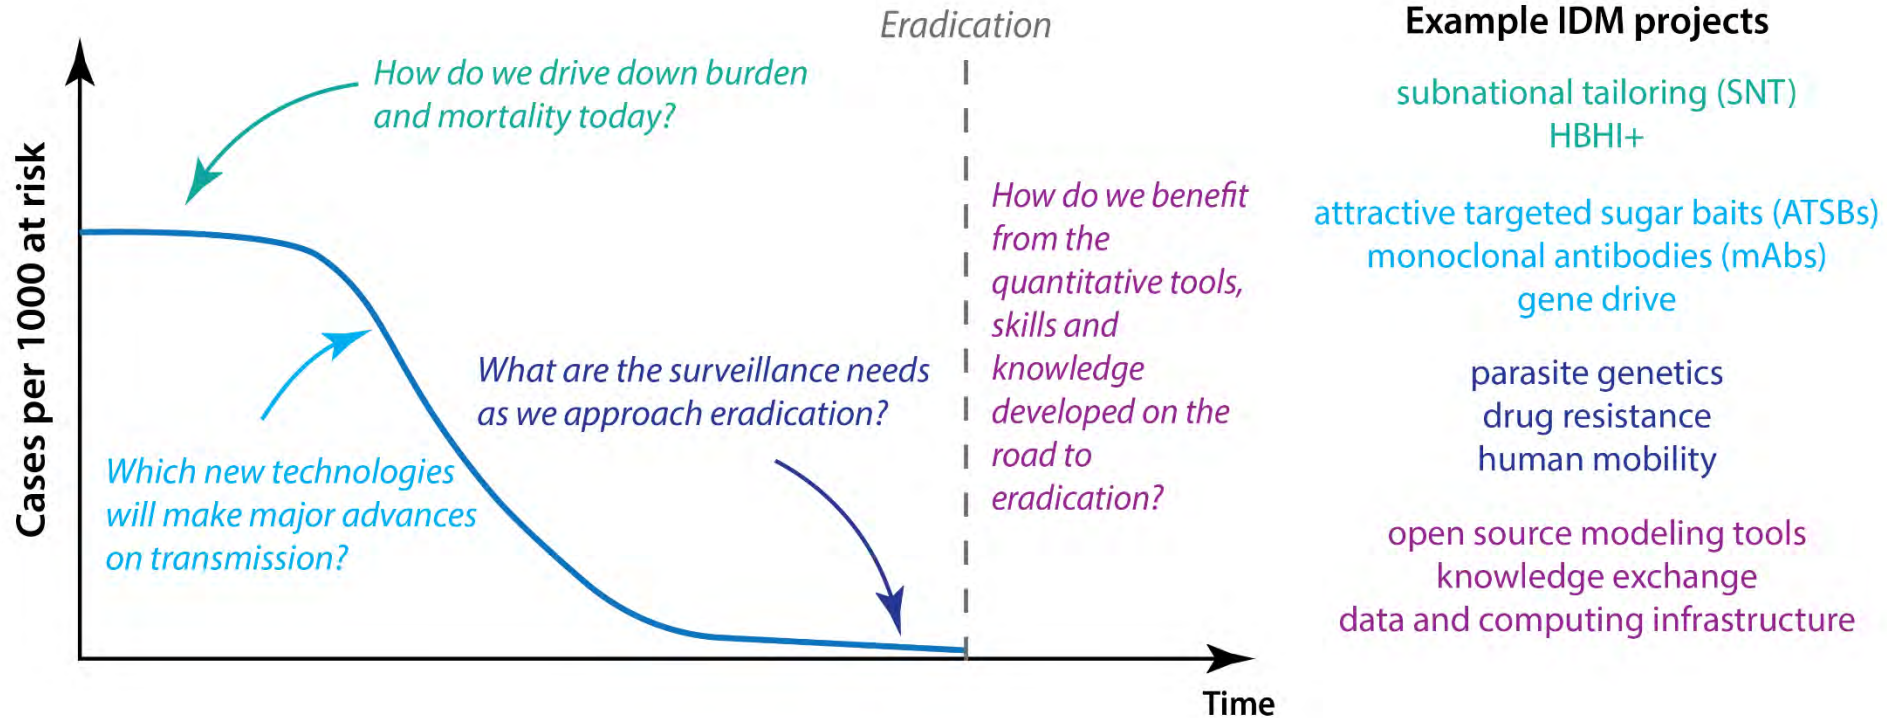 Eradication
Example IDM projects
How do we drive down burden
and mortality today?
subnational tailoring (SNT)
HBHI+
Cases per 1000 at risk
How do we benefit
from the
quantitative tools,
skills and
knowledge
developed on the
road to
eradication?
attractive targeted sugar baits (ATSBs)
monoclonal antibodies (mAbs)
gene drive
What are the surveillance needs
as we approach eradication?
parasite genetics
drug resistance
human mobility
Which new technologies
will make major advances
on transmission?
open source modeling tools
knowledge exchange
data and computing infrastructure
Time